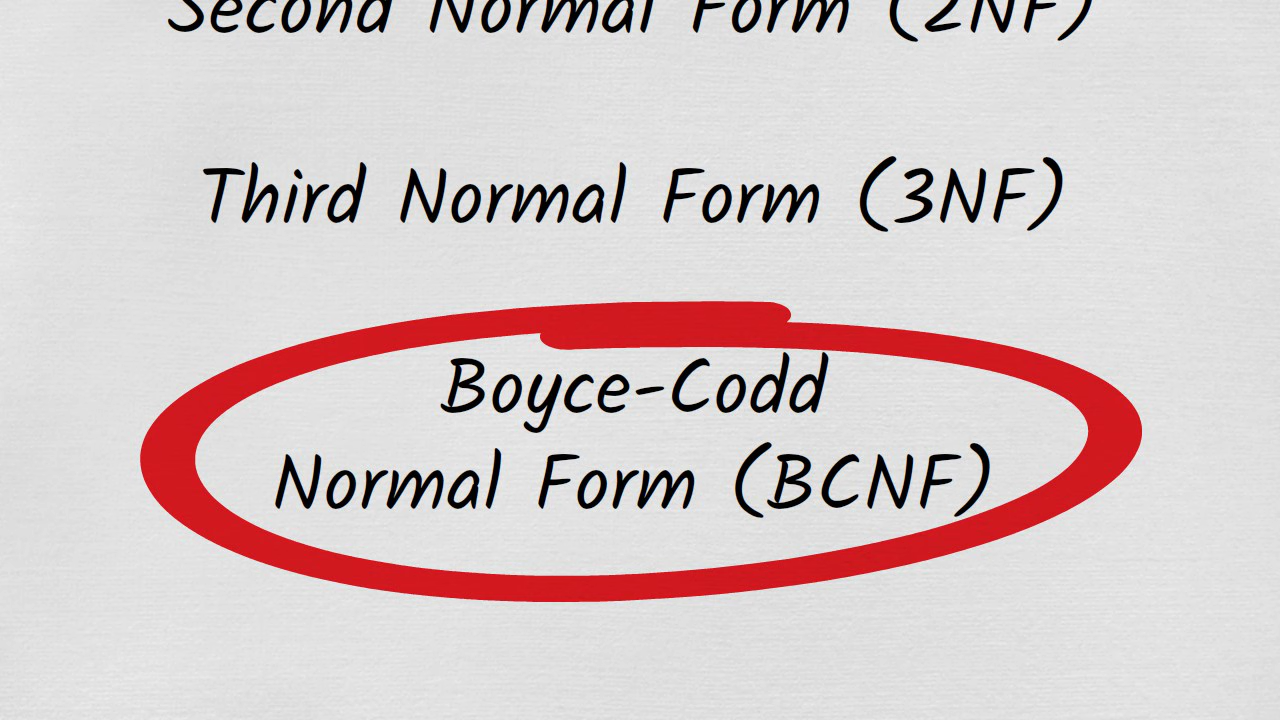 Second Normal Form (2NF)
Third Normal Form (3NF)
Boyce-Codd
Normal Form (BCNF)